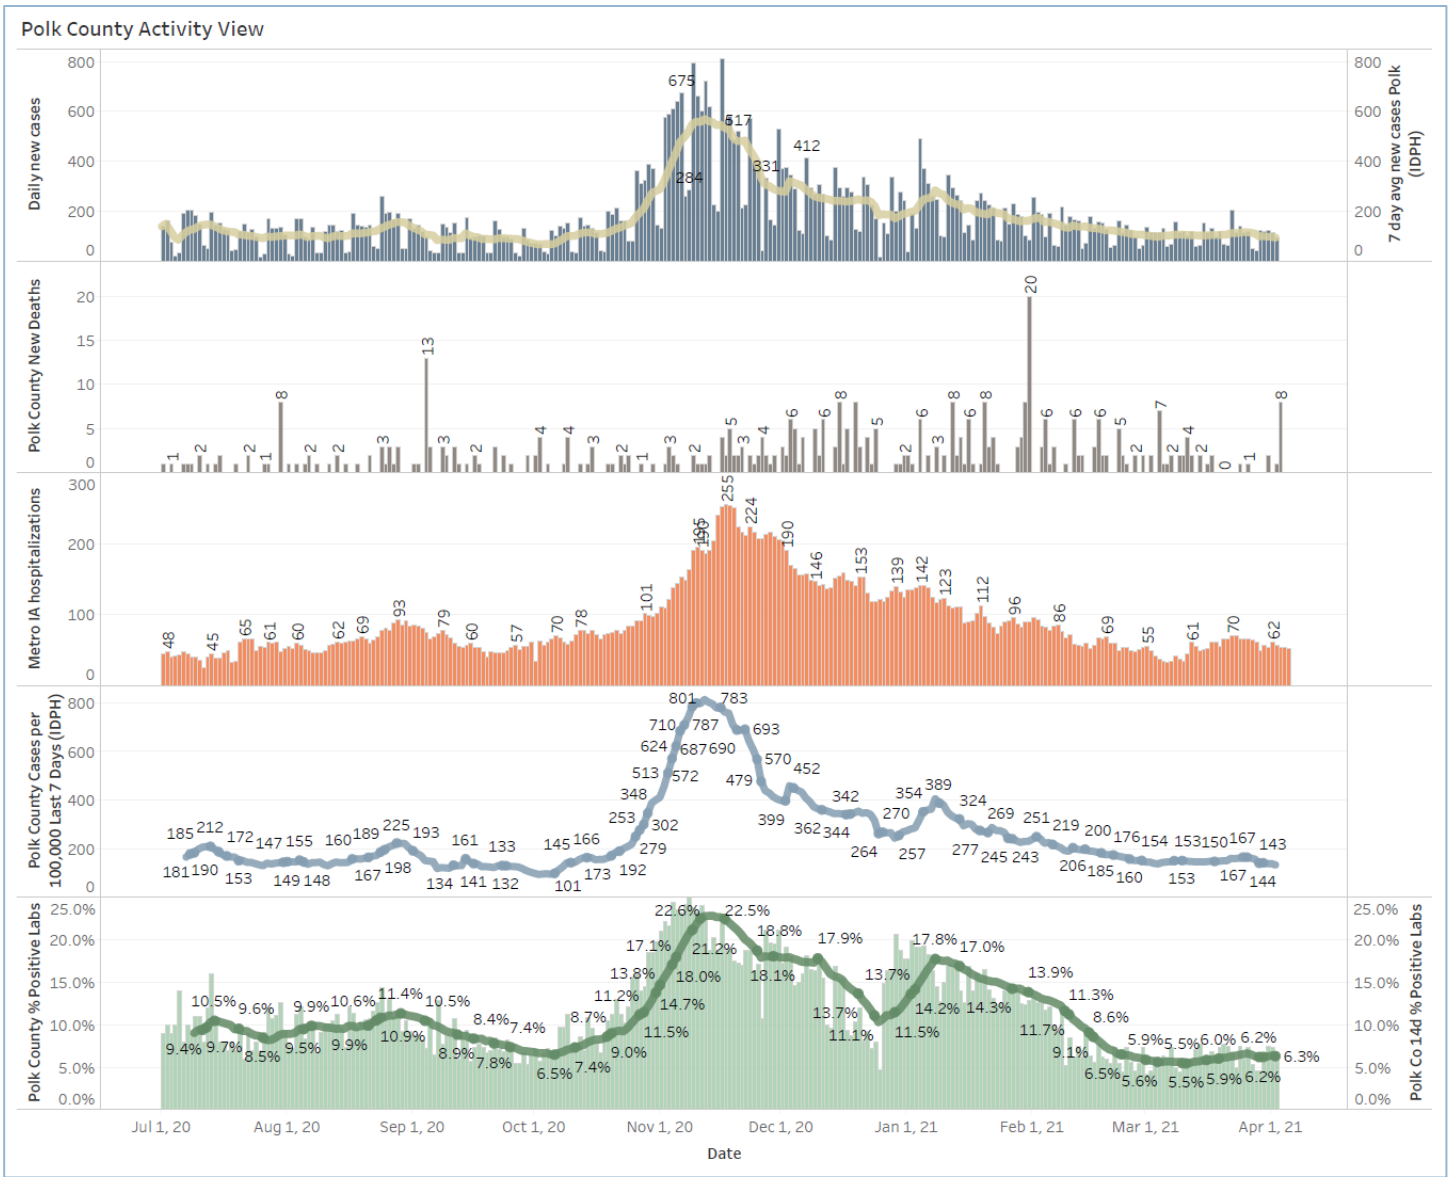 Polk County Activity View
Daily new cases
800
600
400
200
0
675
284
517
331
412
800
600
400
200
0
7 day avg new cases Polk
(IDPH)
Polk County New Deaths
20
15
10
5
0
1 2 2 1 8 2 2 3 13 3 2 4 4 3 2 1 3 2 5 3 4 6 6 8 5 2 6 3 8 6 8 20 6 6 6 5 2 7 2 4 2 0 1 8
Metro IA hospitalizations
300
200
100
0
48 45 65 61 60 62 69 93 79 60 57 70 78 101 195 190 255 224 190 146 153 139 142 123 112 96 86 69 55 61 70 62
Polk County Cases per
100,000 Last 7 Days (IDPH)
800
600
400
200
0
801 783
710 787 693
624 687 690
513 572 479 570 452
348 302 399 362 342 344 270 354 389 324
253 279 264 257 277 269 251
185 212 172 147 155 160 189 225 193 161 133 145 166 245 243 219 200 176 154 153 150 167 143
181 190 153 149 148 167 198 134 141 132 101 173 192 206 185 160 153 167 144
Polk County % Positive Labs
25.0%
20.0%
15.0%
10.0%
5.0%
0.0%
22.6% 22.5%
17.1% 21.2% 18.8% 17.9% 17.8% 17.0%
13.8% 18.0% 18.1% 13.7% 13.9%
10.5% 9.6% 9.9% 10.6% 11.4% 10.5% 8.4% 7.4% 8.7% 11.2% 14.7% 13.7% 14.2% 14.3% 11.3%
9.4% 9.7% 8.5% 9.5% 9.9% 10.9% 8.9% 7.8% 6.5% 7.4% 9.0% 11.5% 11.1% 11.5% 11.7% 9.1% 8.6%
6.5% 5.9% 5.6% 5.5% 5.5% 6.0% 5.9% 6.2% 6.2% 6.3%
25.0%
20.0%
15.0%
10.0%
5.0%
0.0%
Polk Co 14d % Positive Labs
Jul 1, 20 Aug 1, 20 Sep 1, 20 Oct 1, 20 Nov 1, 20 Dec 1, 20 Jan 1, 21 Feb 1, 21 Mar 1, 21 Apr 1, 21
Date